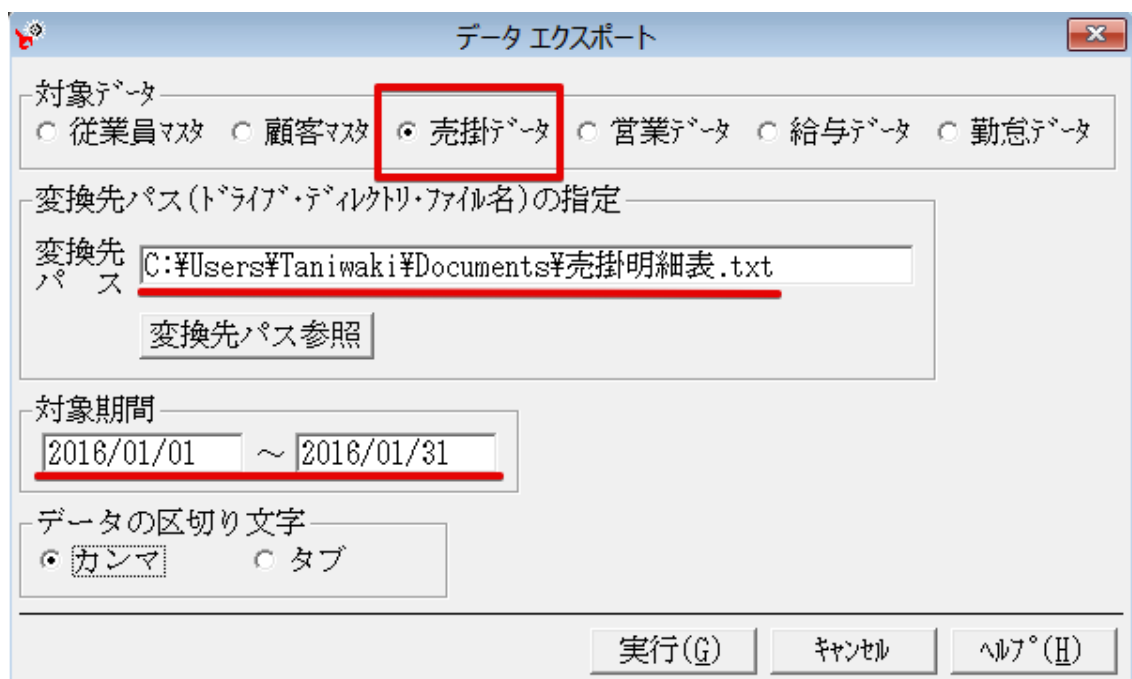 データ エクスポート
対象ﾃﾞｰﾀ
従業員ﾏｽﾀ 顧客ﾏｽﾀ 売掛ﾃﾞｰﾀ 営業ﾃﾞｰﾀ 給与ﾃﾞｰﾀ 勤怠ﾃﾞｰﾀ
変換先パス(ﾄﾞﾗｲﾌﾞ・ﾃﾞｨﾚｸﾄﾘ・ﾌｧｲﾙ名)の指定
変換先
パ ス
C:¥Users¥Taniwaki¥Documents¥売掛明細表.txt
変換先パス参照
対象期間
2016/01/01 ～ 2016/01/31
データの区切り文字
カンマ タブ
実行(G) ｷｬﾝｾﾙ ﾍﾙﾌﾟ(H)